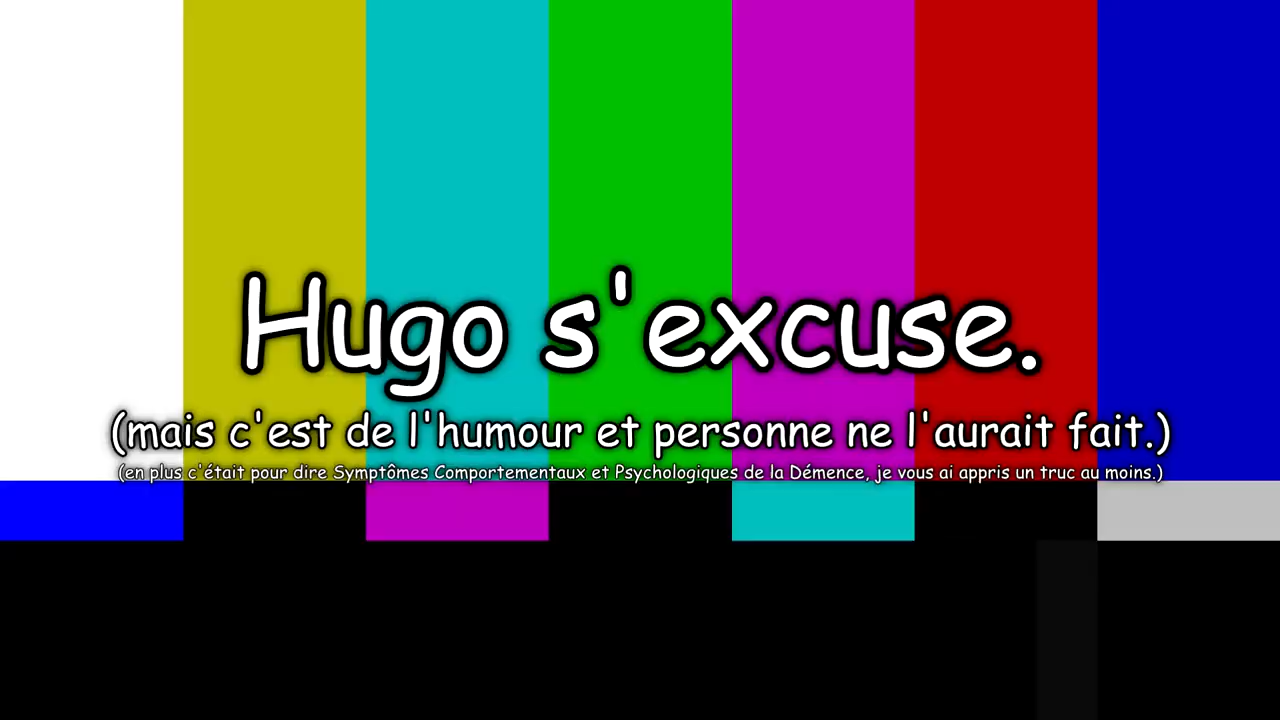 Hugo s'excuse.
(mais c'est de l'humour et personne ne l'aurait fait.)
(en plus c'était pour dire Symptômes Comportementaux et Psychologiques de la Démence, je vous ai appris un truc au moins.)